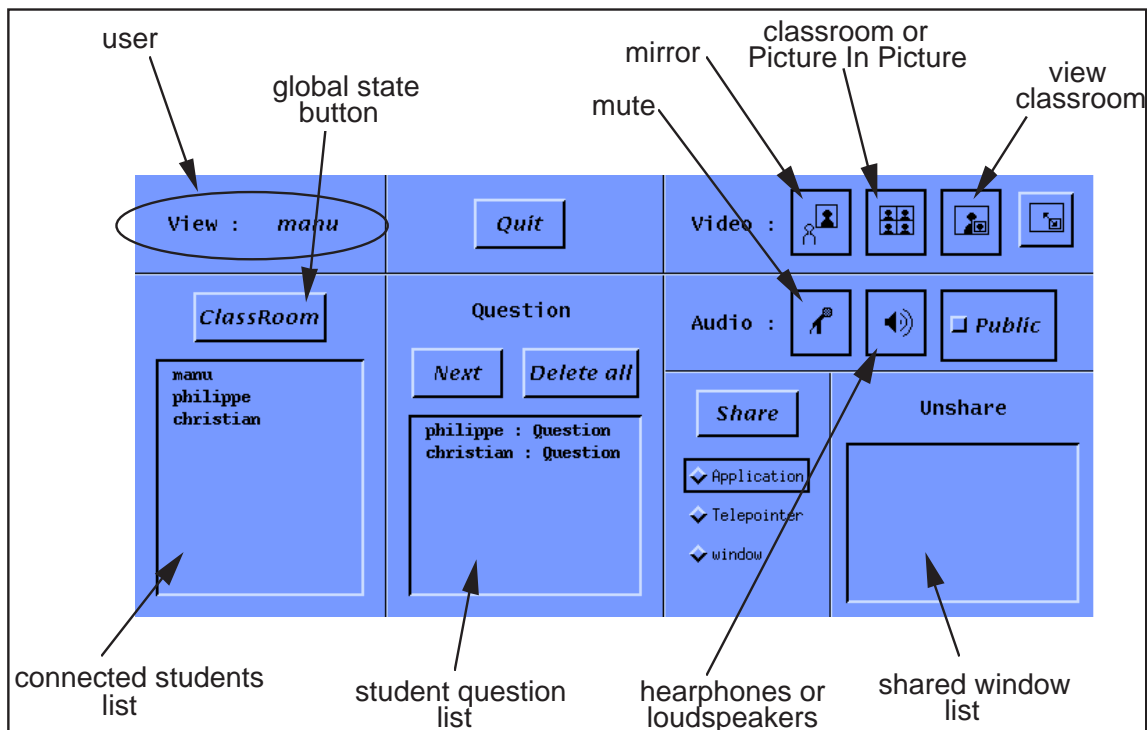 user
global state
button
mirror
mute
classroom or
Picture In Picture
view
classroom
View : manu
Quit
Video :
ClassRoom
manu
philippe
christian
Question
Next
Delete all
philippe : Question
christian : Question
Audio :
Public
Share
Application
Telepointer
window
Unshare
connected students
list
student question
list
hearphones or
loudspeakers
shared window
list